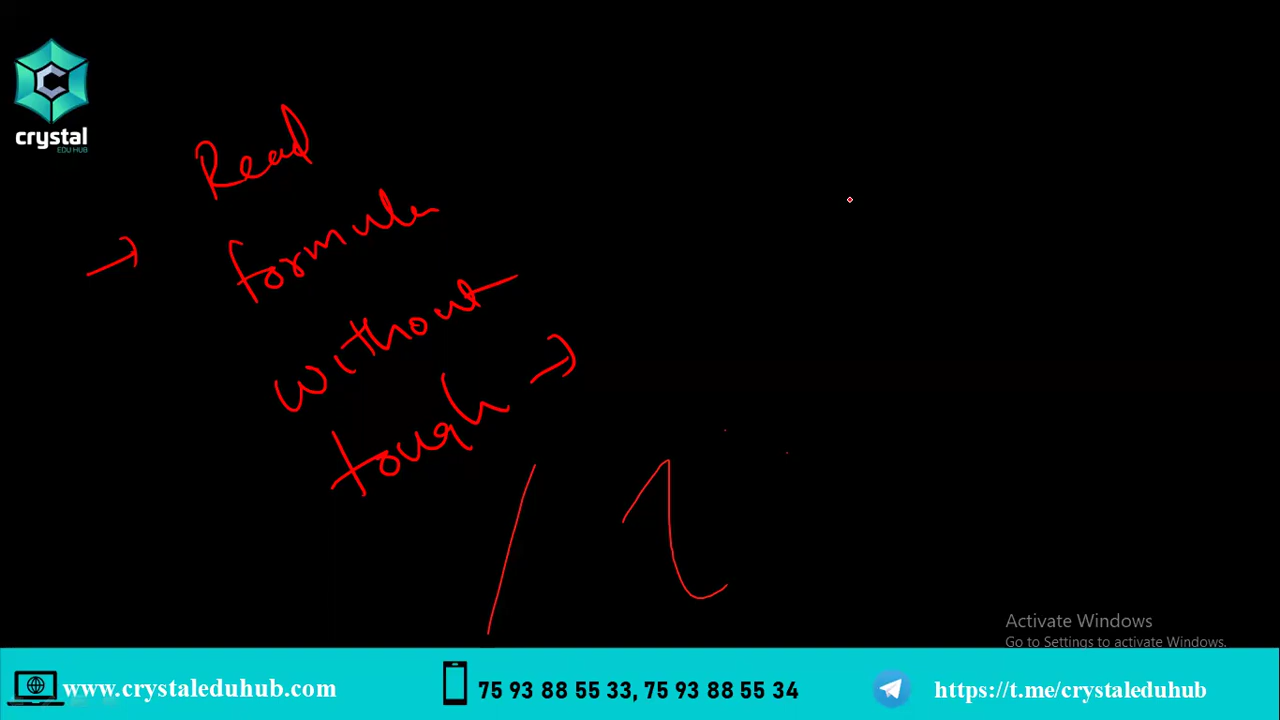 crystal
EDU HUB
Read
→ formula
without
tough →
Activate Windows
Go to Settings to activate Windows.
www.crystaleduhub.com
75 93 88 55 33, 75 93 88 55 34
https://t.me/crystaleduhub